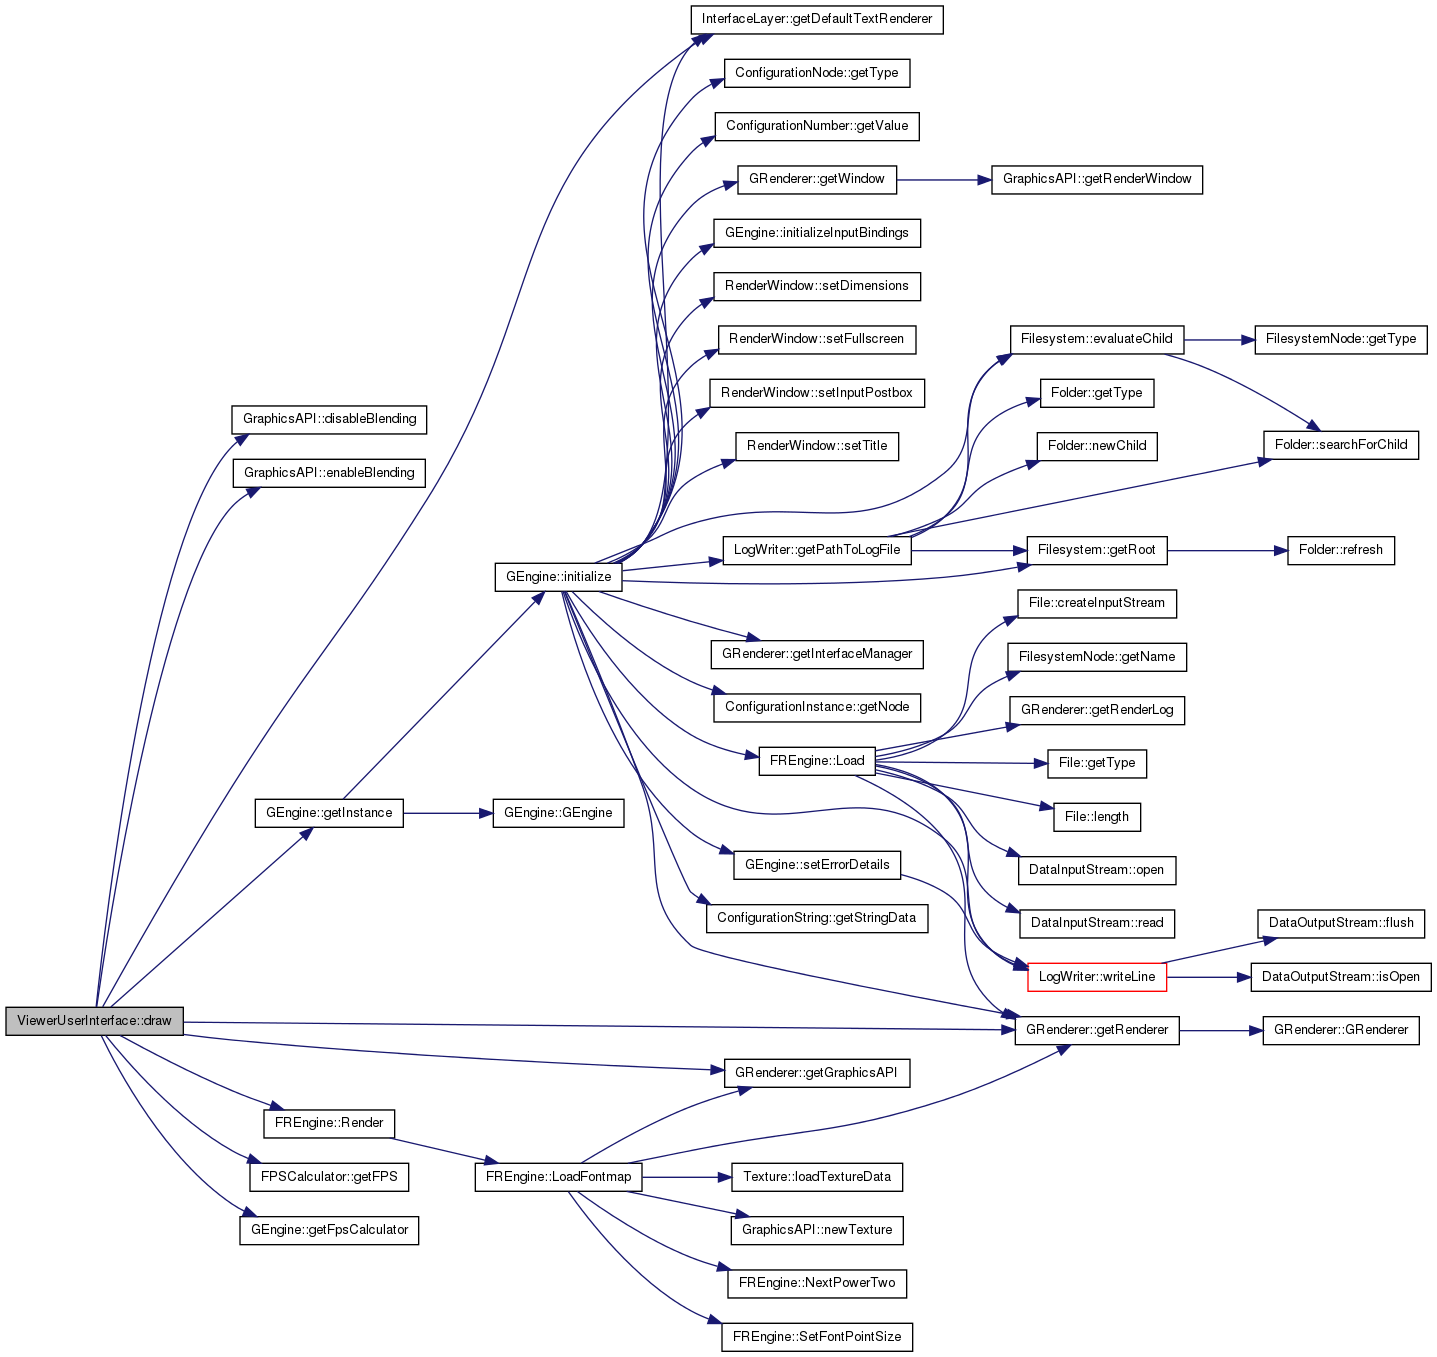 InterfaceLayer::getDefaultTextRenderer
ConfigurationNode::getType
ConfigurationNumber::getValue
GRenderer::getWindow
GraphicsAPI::getRenderWindow
GEngine::initializeInputBindings
RenderWindow::setDimensions
RenderWindow::setFullscreen
Filesystem::evaluateChild
FilesystemNode::getType
RenderWindow::setInputPostbox
Folder::getType
GraphicsAPI::disableBlending
RenderWindow::setTitle
Folder::newChild
Folder::searchForChild
GraphicsAPI::enableBlending
LogWriter::getPathToLogFile
Filesystem::getRoot
Folder::refresh
GEngine::initialize
File::createInputStream
GRenderer::getInterfaceManager
FilesystemNode::getName
ConfigurationInstance::getNode
GRenderer::getRenderLog
FREngine::Load
File::getType
GEngine::getInstance
GEngine::GEngine
File::length
GEngine::setErrorDetails
DataInputStream::open
ConfigurationString::getStringData
DataInputStream::read
DataOutputStream::flush
LogWriter::writeLine
DataOutputStream::isOpen
ViewerUserInterface::draw
GRenderer::getRenderer
GRenderer::GRenderer
GRenderer::getGraphicsAPI
FREngine::Render
FPSCalculator::getFPS
FREngine::LoadFontmap
Texture::loadTextureData
GEngine::getFpsCalculator
GraphicsAPI::newTexture
FREngine::NextPowerTwo
FREngine::SetFontPointSize